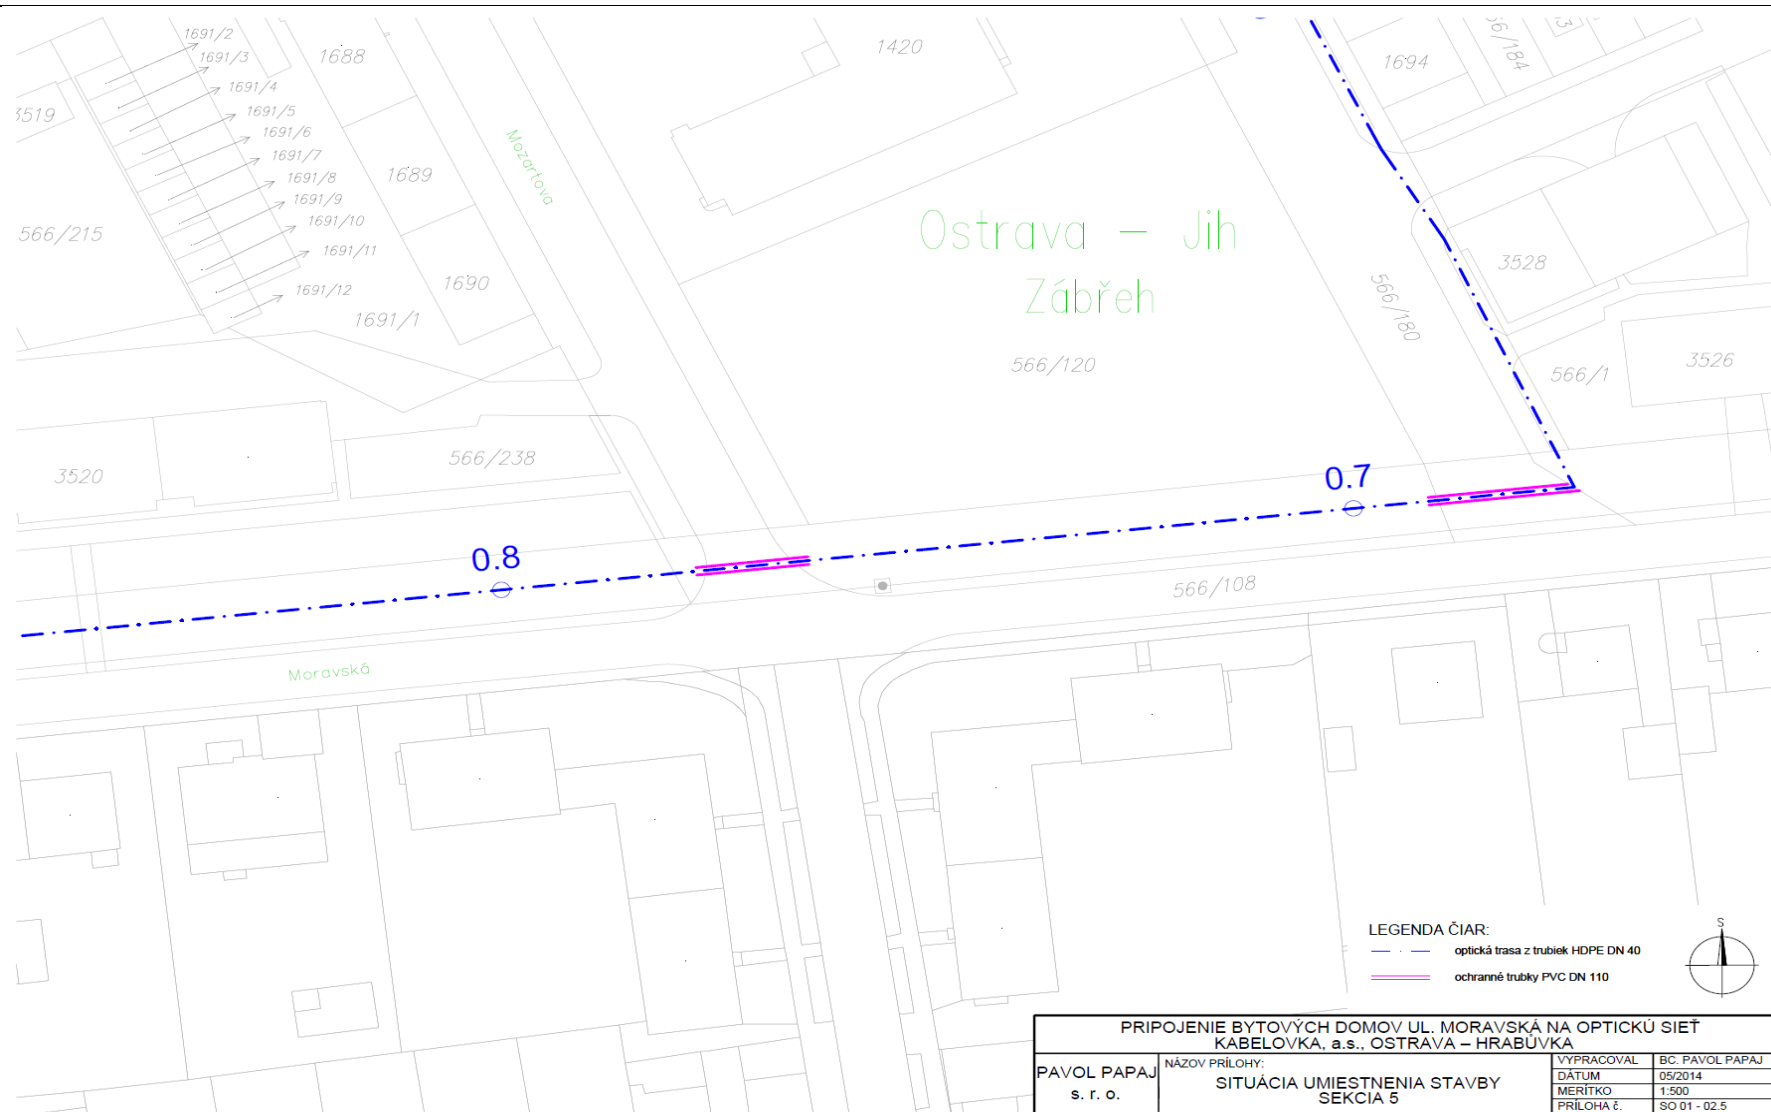 1691/2
1691/3
1691/4
1691/5
1691/6
1691/7
1691/8
1691/9
1691/10
1691/11
1691/12
1688
1420
1694
566/184
3519
566/215
1689
Mozartova
1690
1691/1
Ostrava – Jih
Zábřeh
566/120
566/180
3528
566/1
3526
3520
566/238
0.7
0.8
566/108
Moravská
LEGENDA ČIAR:
optická trasa z trubiek HDPE DN 40
ochranné trubky PVC DN 110
S
PRIPOJENIE BYTOVÝCH DOMOV UL. MORAVSKÁ NA OPTICKÚ SIEŤ
KABELOVKA, a.s., OSTRAVA – HRABŮVKA
PAVOL PAPAJ
s. r. o.
NÁZOV PRÍLOHY:
SITUÁCIA UMIESTNENIA STAVBY
SEKCIA 5
VYPRACOVAL BC. PAVOL PAPAJ
DÁTUM 05/2014
MERÍTKO 1:500
PRÍLOHA č. SO 01 - 02.5